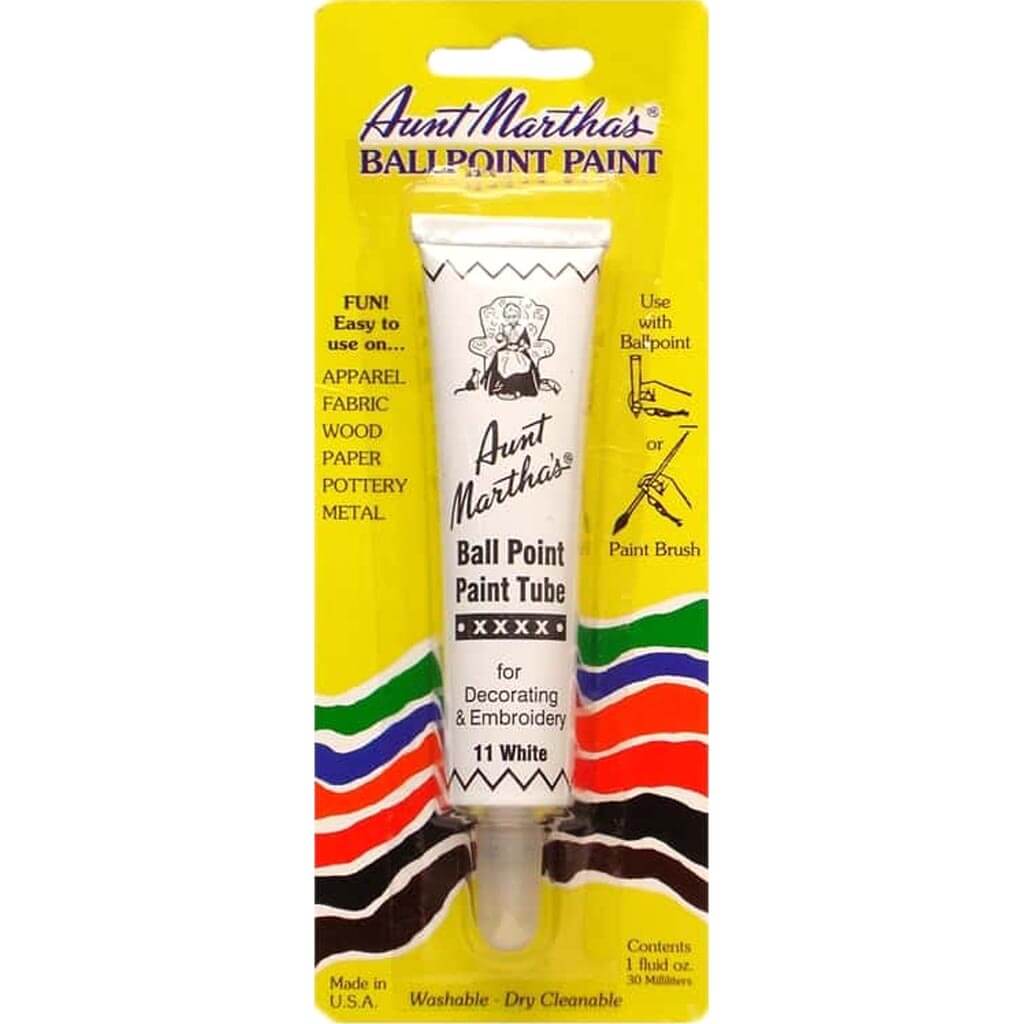 Aunt Martha's®
BALLPOINT PAINT
FUN!
Easy to
use on...
APPAREL
FABRIC
WOOD
PAPER
POTTERY
METAL
Use
with
Ballpoint
or
Paint Brush
Aunt
Martha's®
Ball Point
Paint Tube
• XXXX •
for
Decorating
& Embroidery
11 White
Made in
U.S.A.
Washable - Dry Cleanable
Contents
1 fluid oz.
30 Milliliters